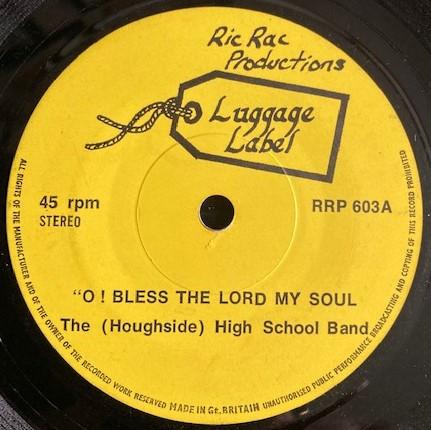 Ric Rac
Productions
Luggage
Label
45 rpm
STEREO
RRP 603A
"O! BLESS THE LORD MY SOUL
The (Houghside) High School Band
ALL RIGHTS OF THE MANUFACTURER AND OF THE OWNER OF THE RECORDED WORK RESERVED MADE IN Gt. BRITAIN UNAUTHORISED PUBLIC PERFORMANCE BROADCASTING AND COPYING OF THIS RECORD PROHIBITED